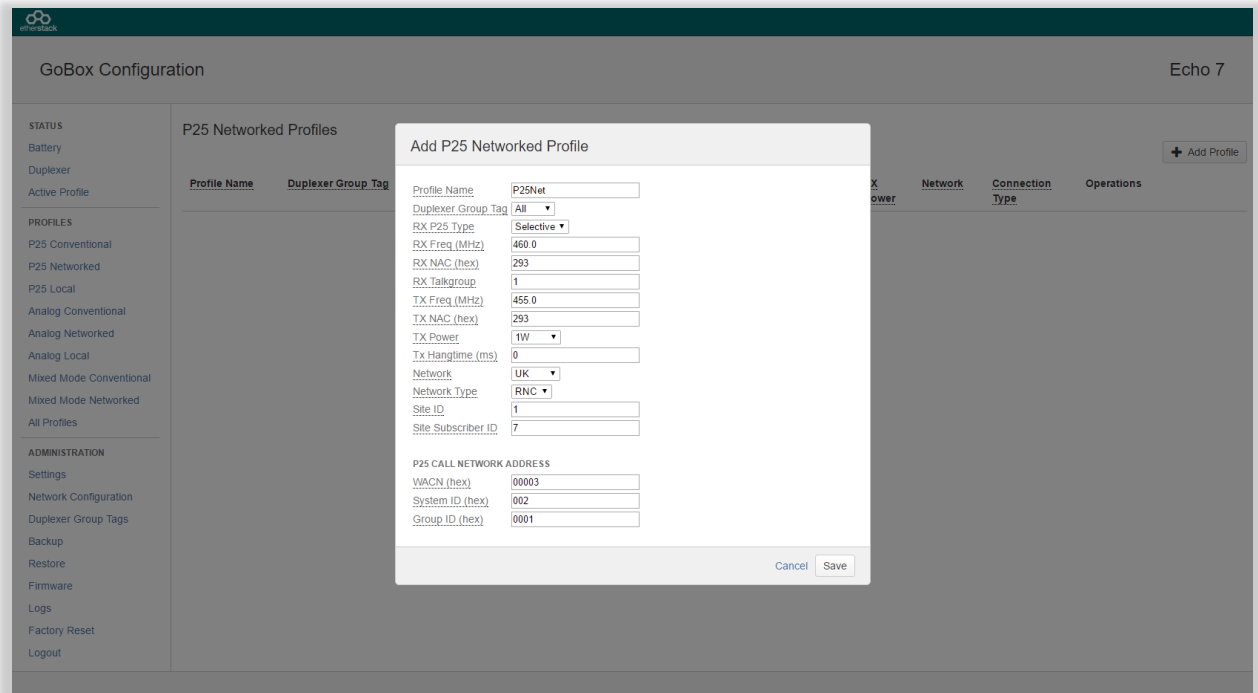 etherstack
GoBox Configuration
Echo 7
STATUS
Battery
Duplexer
Active Profile
PROFILES
P25 Conventional
P25 Networked
P25 Local
Analog Conventional
Analog Networked
Analog Local
Mixed Mode Conventional
Mixed Mode Networked
All Profiles
ADMINISTRATION
Settings
Network Configuration
Duplexer Group Tags
Backup
Restore
Firmware
Logs
Factory Reset
Logout
P25 Networked Profiles
Add Profile
Profile Name Duplexer Group Tag X ower Network Connection Type Operations
Add P25 Networked Profile
Profile Name P25Net
Duplexer Group Tag All
RX P25 Type Selective
RX Freq (MHz) 460.0
RX NAC (hex) 293
RX Talkgroup 1
TX Freq (MHz) 455.0
TX NAC (hex) 293
TX Power 1W
Tx Hangtime (ms) 0
Network UK
Network Type RNC
Site ID 1
Site Subscriber ID 7
P25 CALL NETWORK ADDRESS
WACN (hex) 00003
System ID (hex) 002
Group ID (hex) 0001
Cancel Save